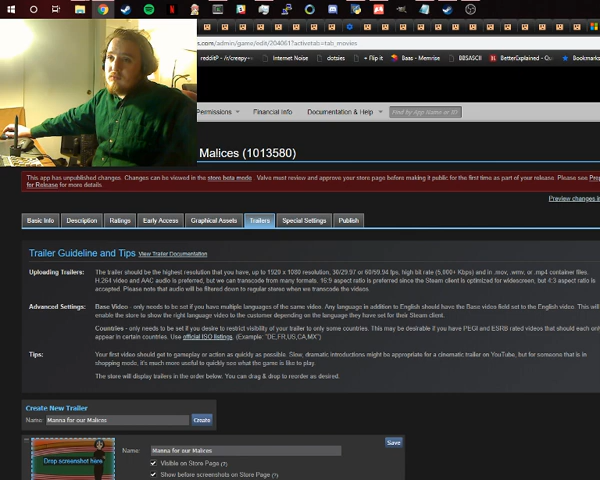 s.com/admin/game/edit/204061?activetab=tab_movies
redditP - /r/creepy
Internet Noise
dotzies
+ Flip it
Baas - Memrise
BBSASCII
BetterExplained - Qu
Bookmarks
Permissions
Financial Info
Documentation & Help
Find by App Name or ID
Malices (1013580)
This app has unpublished changes. Changes can be viewed in the store beta mode . Valve must review and approve your store page before making it public for the first time as part of your release. Please see Pre
for Release for more details.
Preview changes in
Basic Info
Description
Ratings
Early Access
Graphical Assets
Trailers
Special Settings
Publish
Trailer Guideline and Tips View Trailer Documentation
Uploading Trailers: The trailer should be the highest resolution that you have, up to 1920 x 1080 resolution, 30/29.97 or 60/59.94 fps, high bit rate (5,000+ Kbps) and in .mov, .wmv, or .mp4 container files.
H.264 video and AAC audio is preferred, but we can transcode from many formats. 16:9 aspect ratio is preferred since the Steam client is optimized for widescreen, but 4:3 aspect ratio is
accepted. Please note that audio will be filtered down to regular stereo when we transcode the videos.
Advanced Settings: Base Video - only needs to be set if you have multiple languages of the same video. Any language in addition to English should have the Base video field set to the English video. This will
enable the store to show the right language video to the customer depending on the language they have set for their Steam client.
Countries - only needs to be set if you desire to restrict visibility of your trailer to only some countries. This may be desirable if you have PEGI and ESRB rated videos that should each only
appear in certain countries. Use official ISO listings. (Example: "DE,FR,US,CA,MX")
Tips: Your first video should get to gameplay or action as quickly as possible. Slow, dramatic introductions might be appropriate for a cinematic trailer on YouTube, but for someone that is in
shopping mode, it's much more useful to quickly see what the game is like to play.
The store will display trailers in the order below. You can drag & drop to reorder as desired.
Create New Trailer
Name: Manna for our Malices Create
Save
Drop screenshot here
Name: Manna for our Malices
Visible on Store Page (?)
Show before screenshots on Store Page (?)